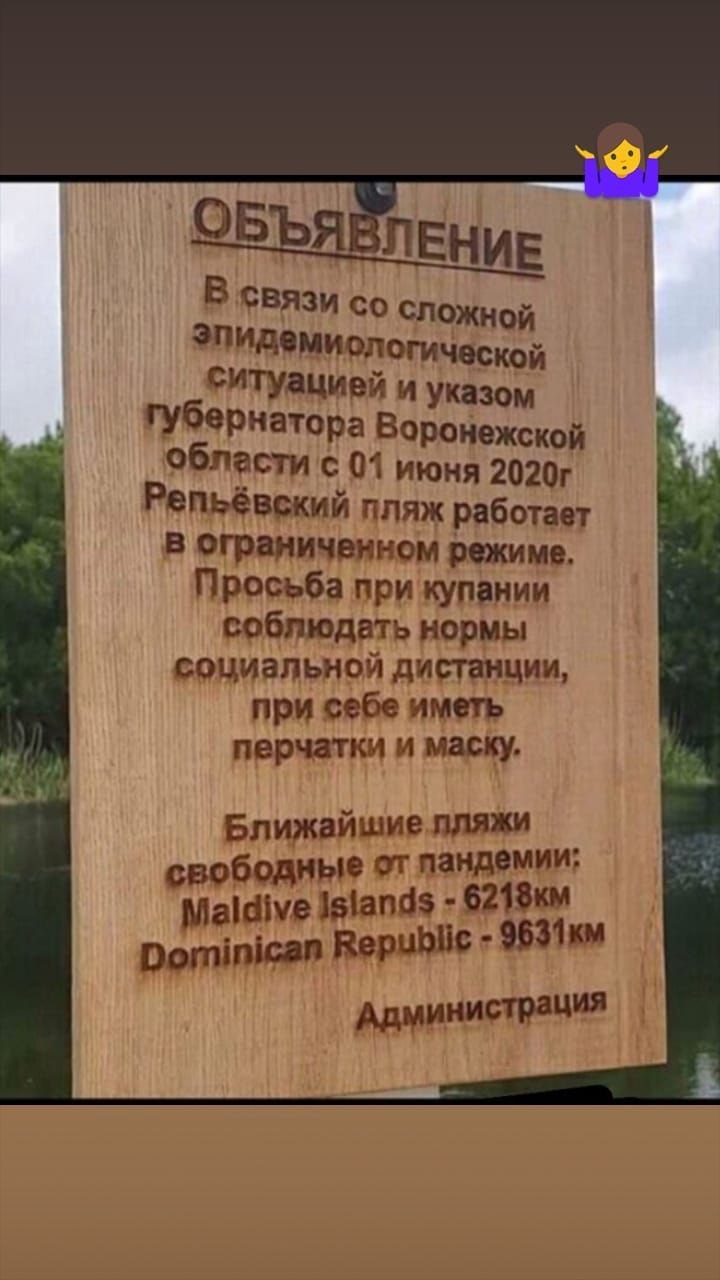 ОБЪЯВЛЕНИЕ
В связи со сложной
эпидемиологической
ситуацией и указом
губернатора Воронежской
области с 01 июня 2020г
Репьёвский пляж работает
в ограниченном режиме.
Просьба при купании
соблюдать нормы
социальной дистанции,
при себе иметь
перчатки и маску.
Ближайшие пляжи
свободные от пандемии:
Maldive Islands - 6218км
Dominican Republic - 9631км
Администрация